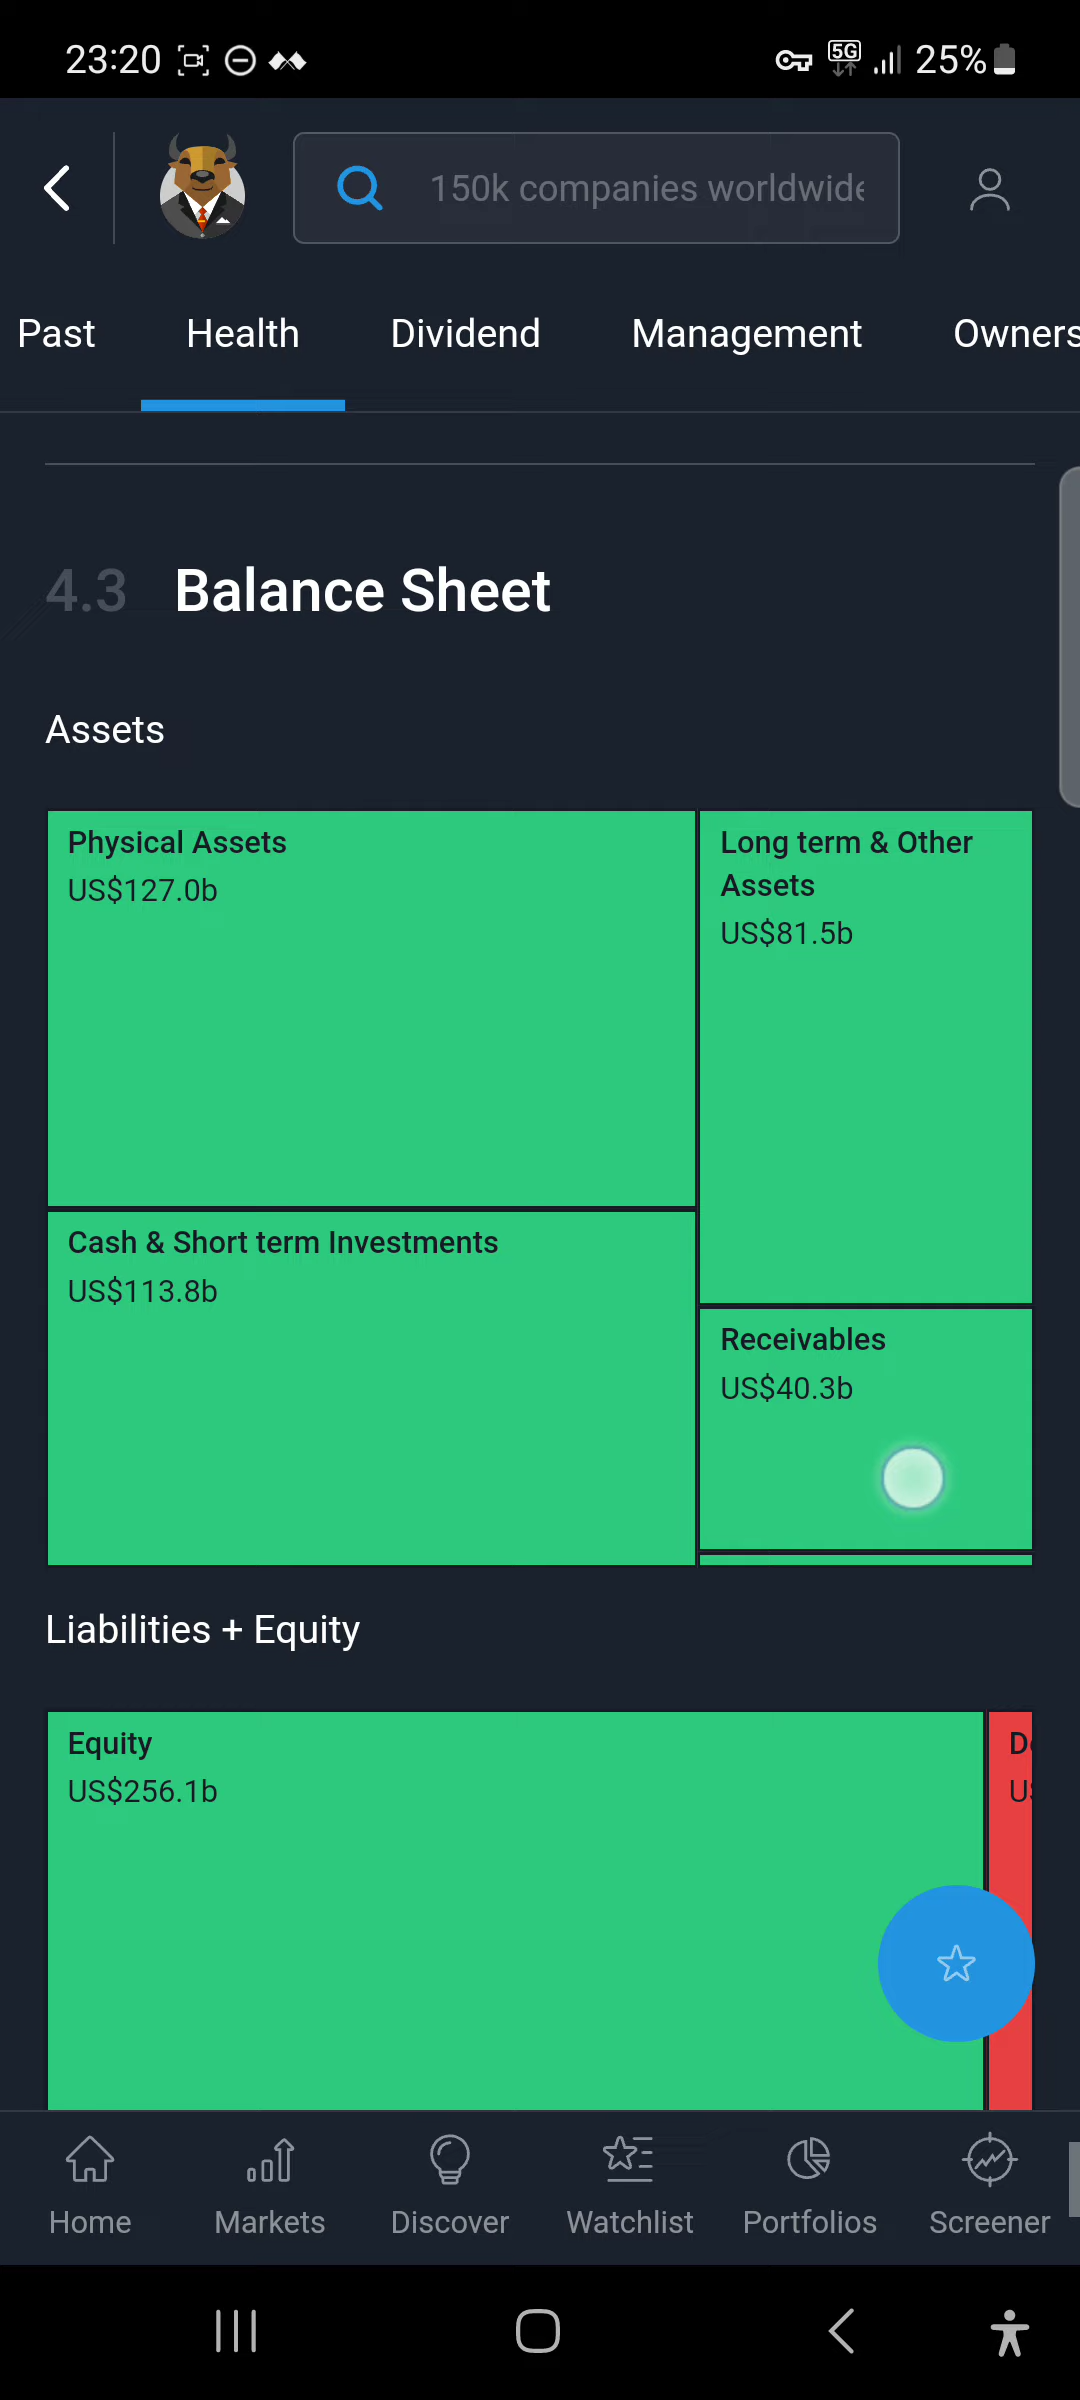 23:20
5G
25%
150k companies worldwide
Past
Health
Dividend
Management
Owners
4.3 Balance Sheet
Assets
Physical Assets
US$127.0b
Long term & Other
Assets
US$81.5b
Cash & Short term Investments
US$113.8b
Receivables
US$40.3b
Liabilities + Equity
Equity
US$256.1b
Home
Markets
Discover
Watchlist
Portfolios
Screener